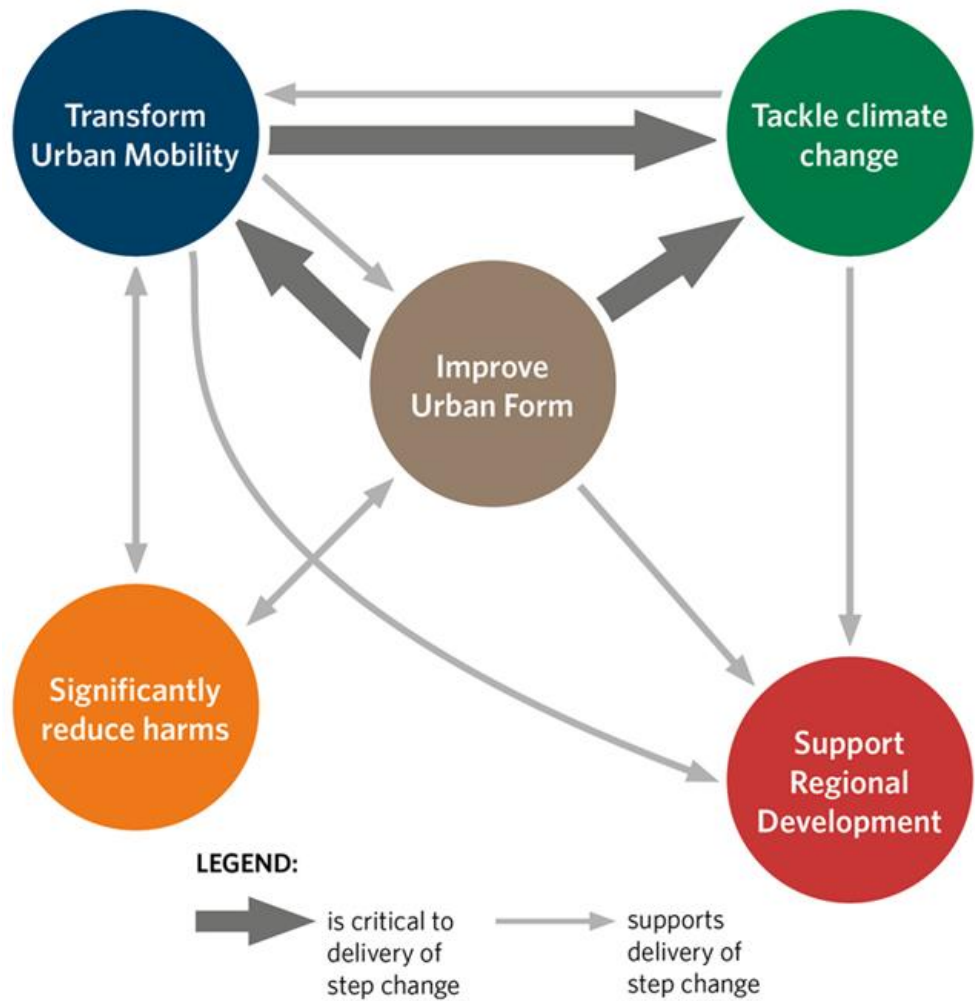 Transform
Urban Mobility
Tackle climate
change
Improve
Urban Form
Significantly
reduce harms
Support
Regional
Development
LEGEND:
is critical to
delivery of
step change
supports
delivery of
step change